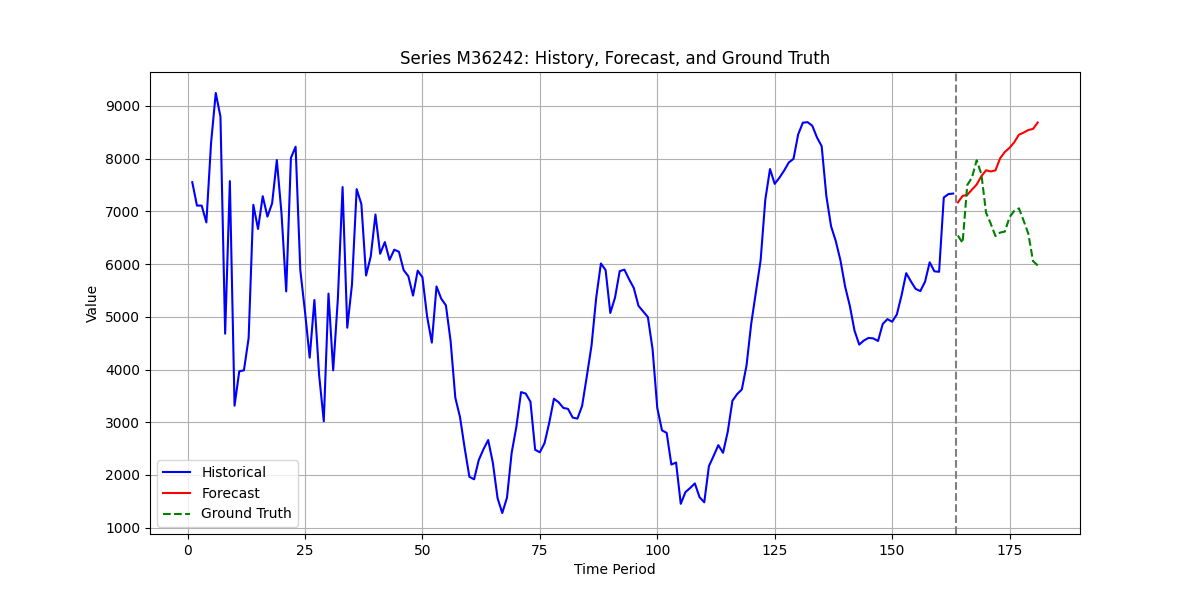 Series M36242: History, Forecast, and Ground Truth
9000
8000
7000
6000
5000
4000
3000
2000
1000
Value
Historical
Forecast
Ground Truth
0 25 50 75 100 125 150 175
Time Period